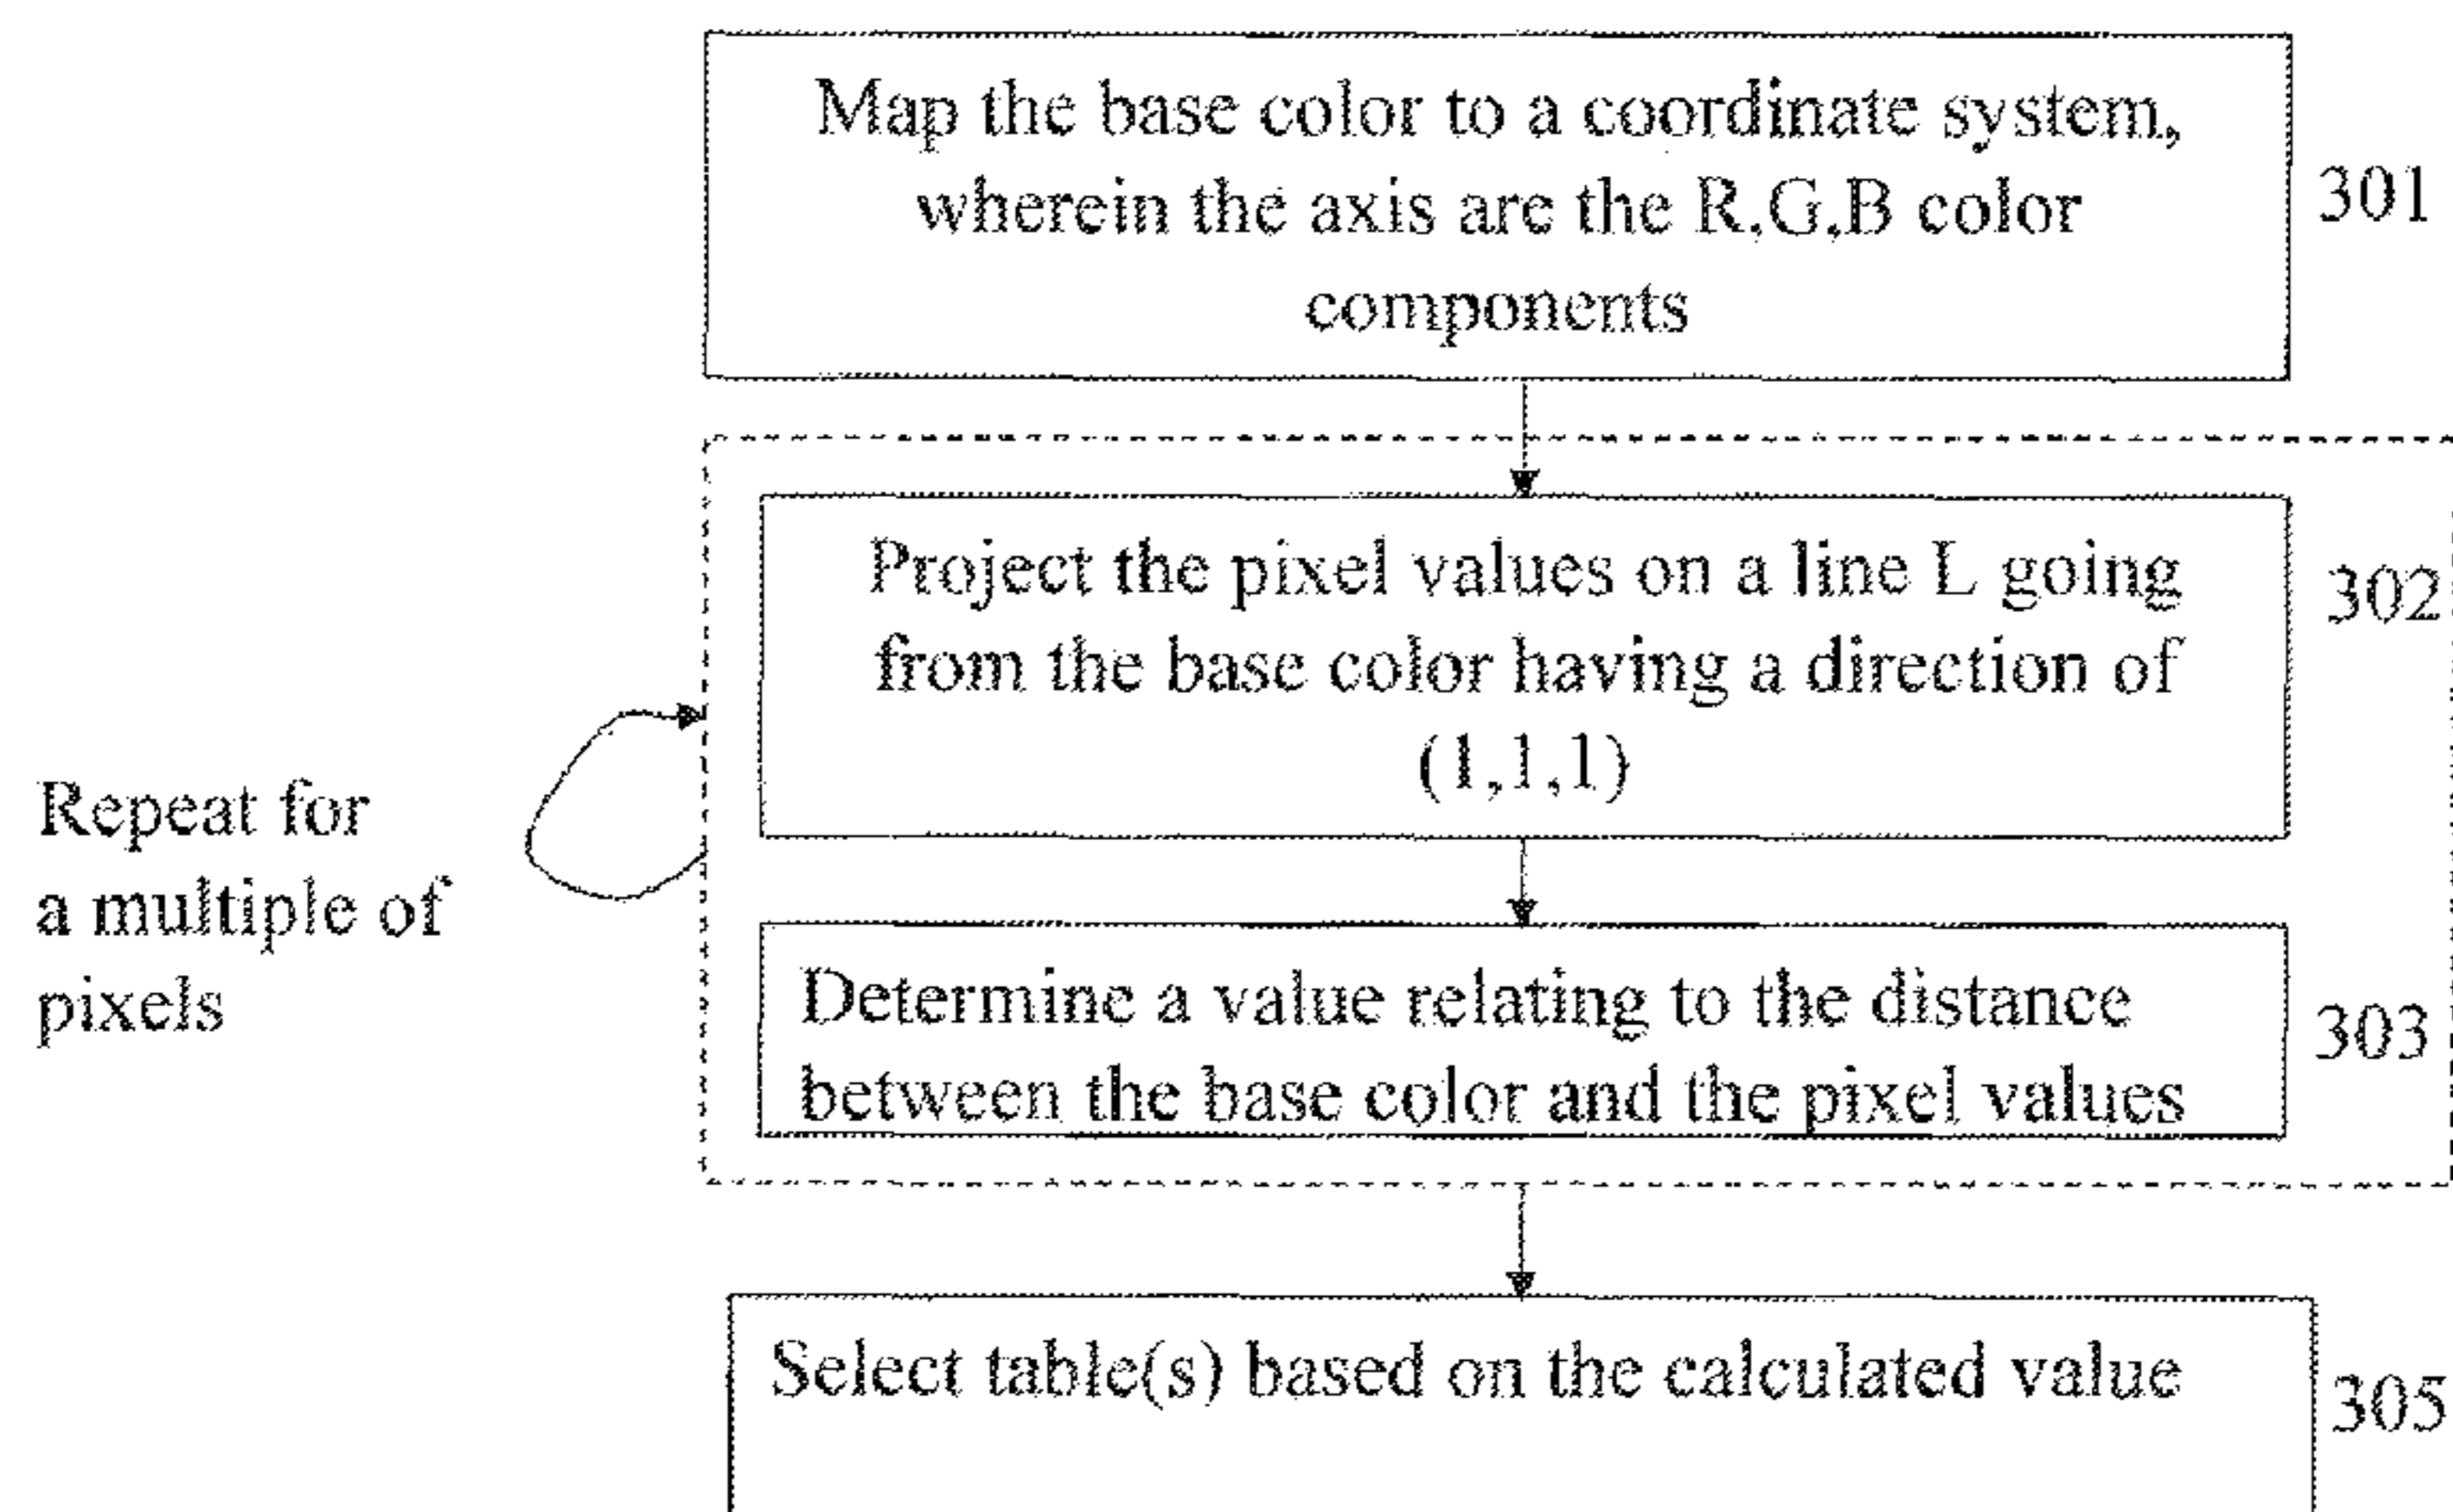 Map the base color to a coordinate system,
wherein the axis are the R,G,B color
components
301
Project the pixel values on a line L going
from the base color having a direction of
(1,1,1)
302
Repeat for
a multiple of
pixels
Determine a value relating to the distance
between the base color and the pixel values
303
Select table(s) based on the calculated value
305